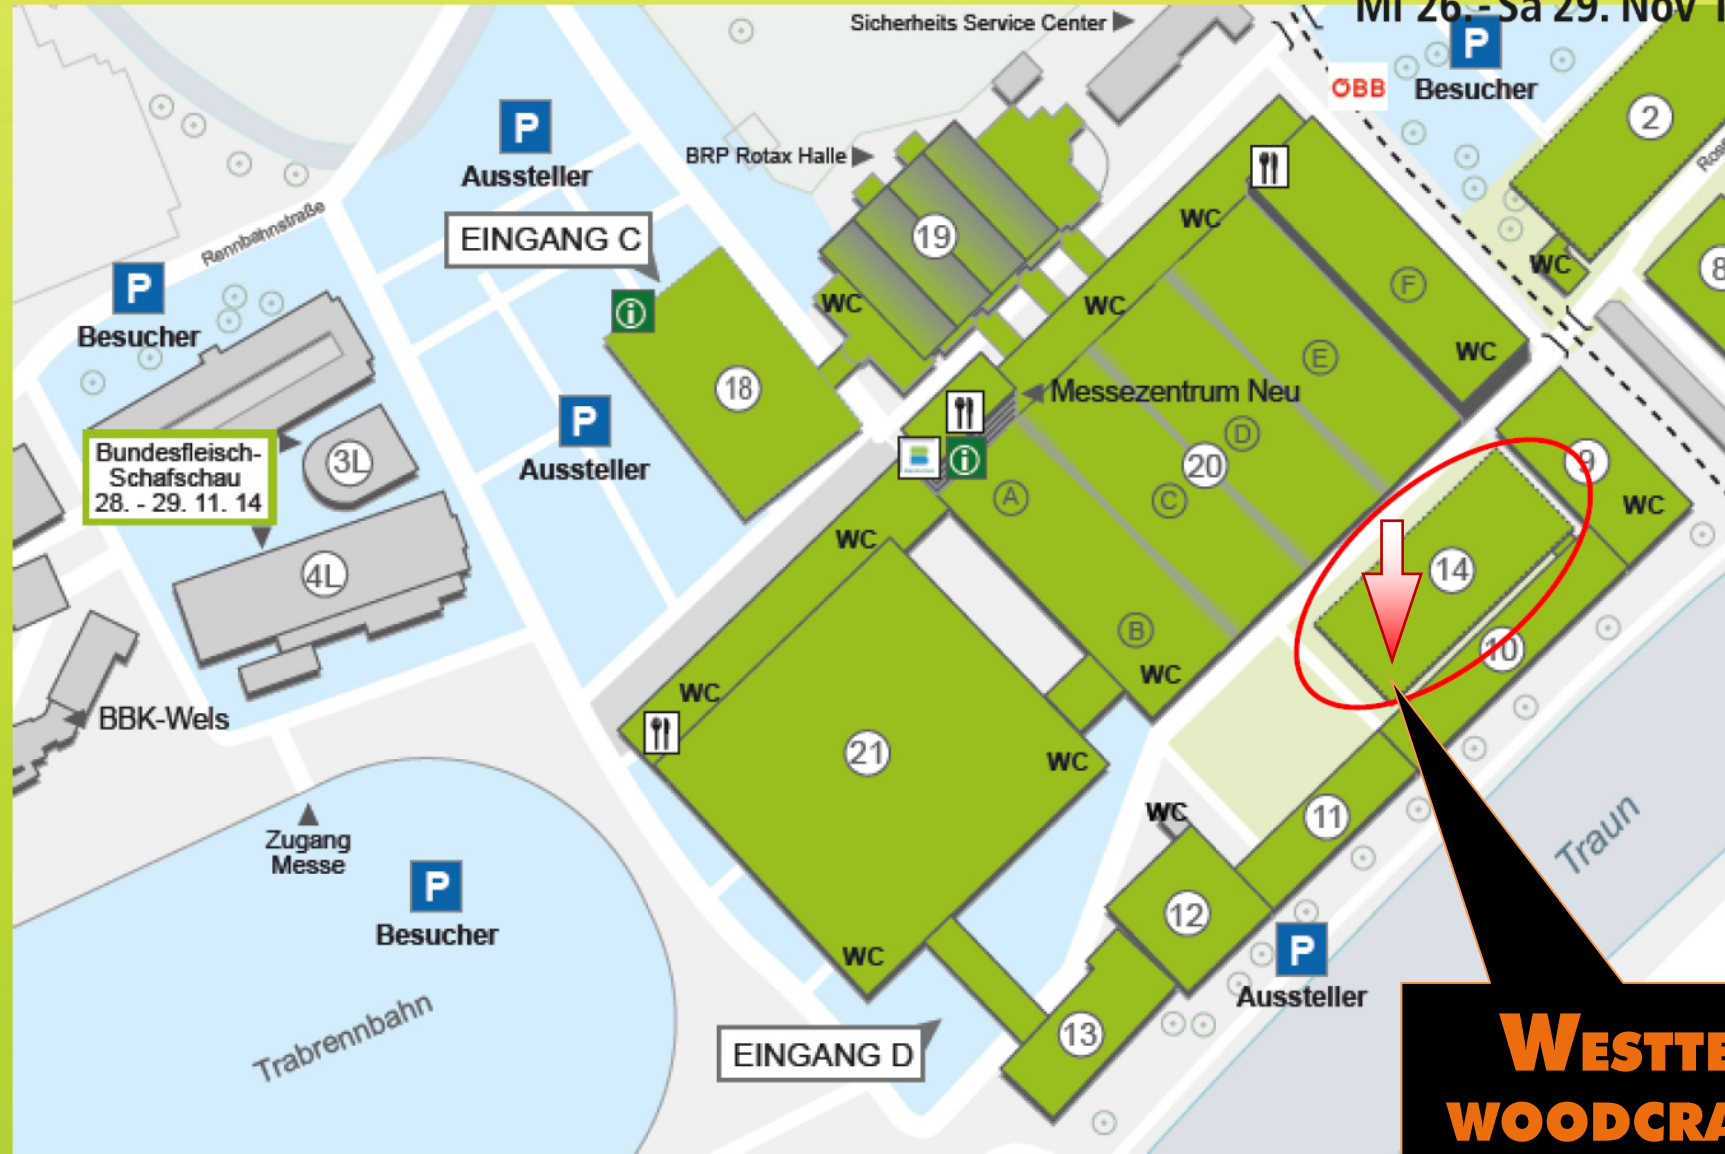 Mi 26.-Sa 29. Nov
Sicherheits Service Center
P
Besucher
ÖBB
2
P
Aussteller
BRP Rotax Halle
Rennbahnstraße
EINGANG C
19
WC
WC
8
P
Besucher
i
WC
WC
F
E
WC
18
Messezentrum Neu
P
Aussteller
Bundesfleisch-
Schafschau
28. - 29. 11. 14
3L
i
D
20
A
C
9
WC
WC
4L
14
B
10
WC
WC
BBK-Wels
21
WC
WC
11
Traun
Zugang
Messe
P
Besucher
12
P
Aussteller
WC
Trabrennbahn
13
EINGANG D
WESTTE
WOODCRA